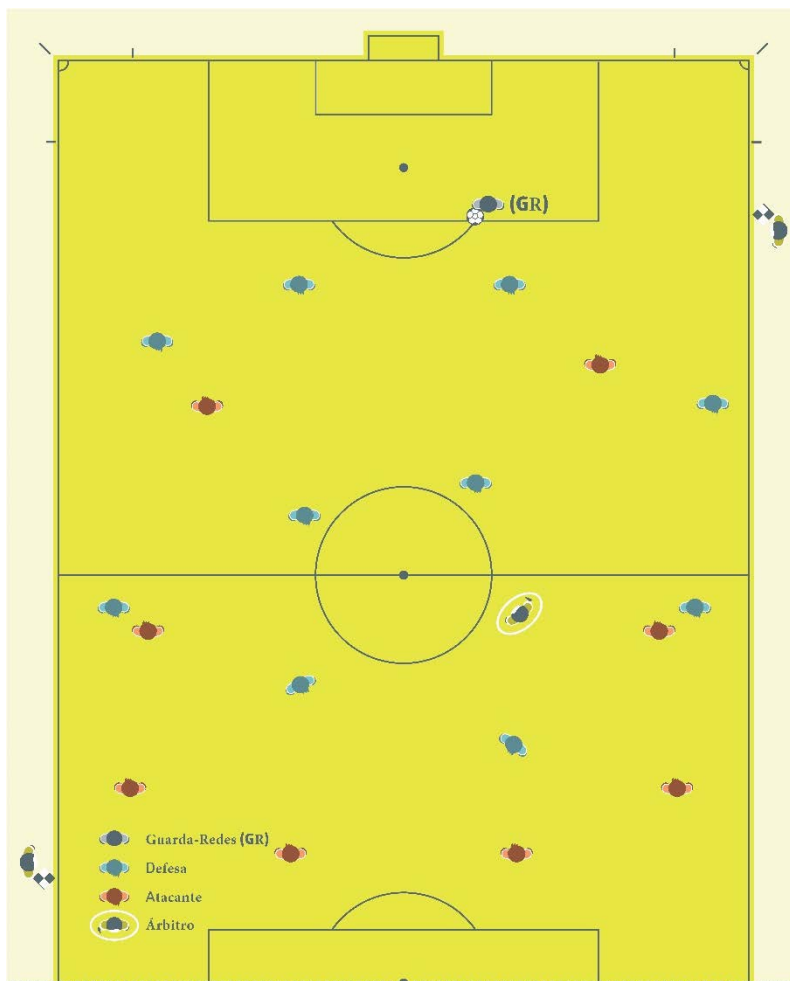 (GR)
Guarda-Redes (GR)
Defesa
Atacante
Árbitro